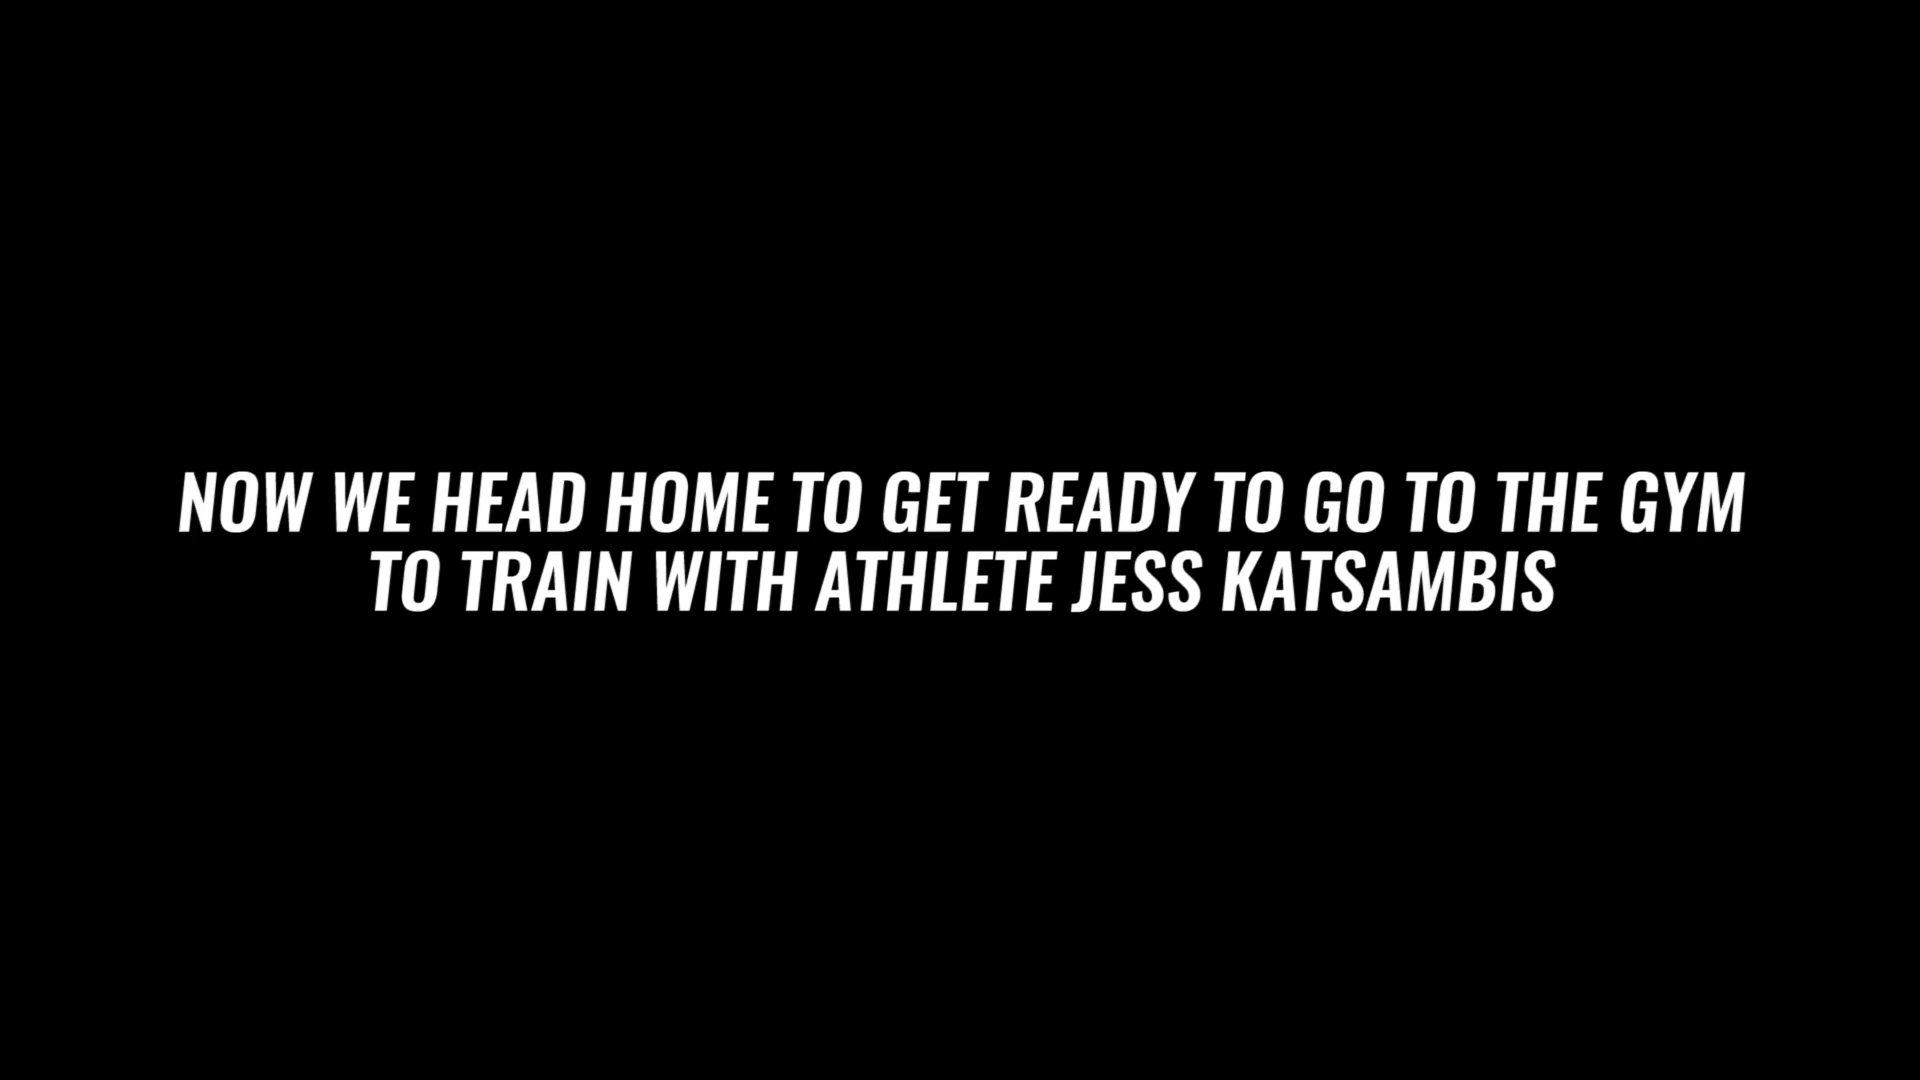 NOW WE HEAD HOME TO GET READY TO GO TO THE GYM
TO TRAIN WITH ATHLETE JESS KATSAMBIS